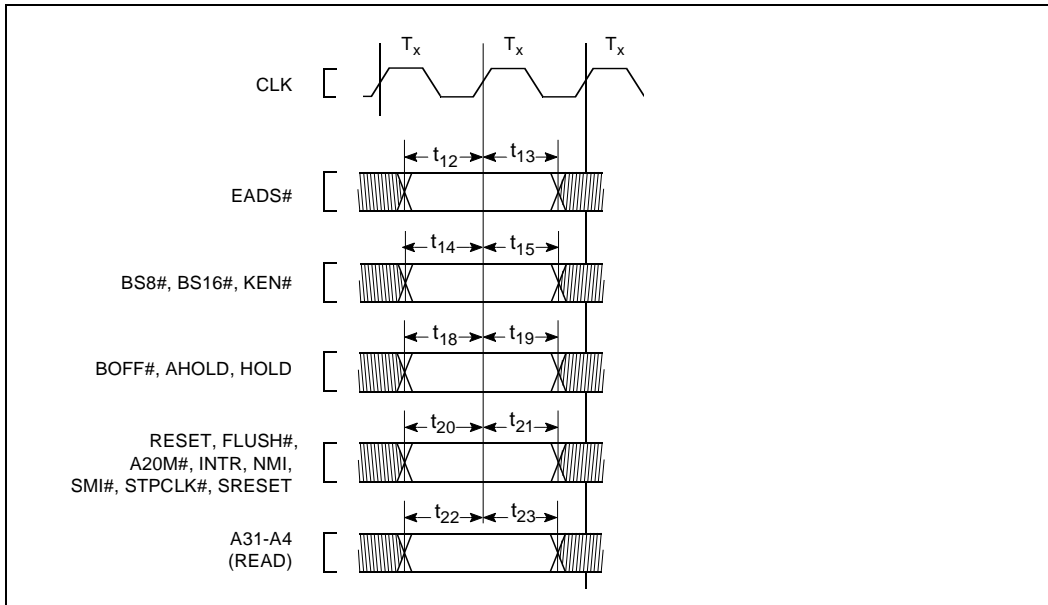 Tx Tx Tx
CLK
t12 t13
EADS#
t14 t15
BS8#, BS16#, KEN#
t18 t19
BOFF#, AHOLD, HOLD
t20 t21
RESET, FLUSH#,
A20M#, INTR, NMI,
SMI#, STPCLK#, SRESET
t22 t23
A31-A4
(READ)